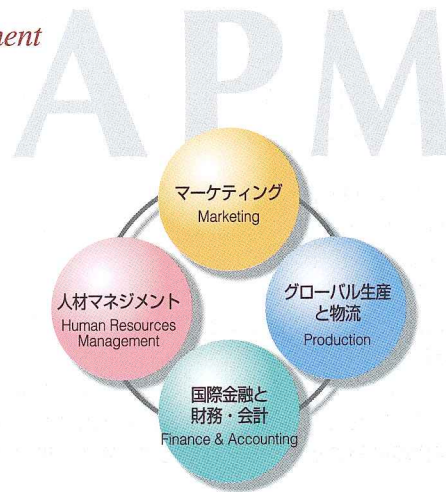 APM
マーケティング
Marketing
人材マネジメント
Human Resources
Management
グローバル生産
と物流
Production
国際金融と
財務・会計
Finance & Accounting